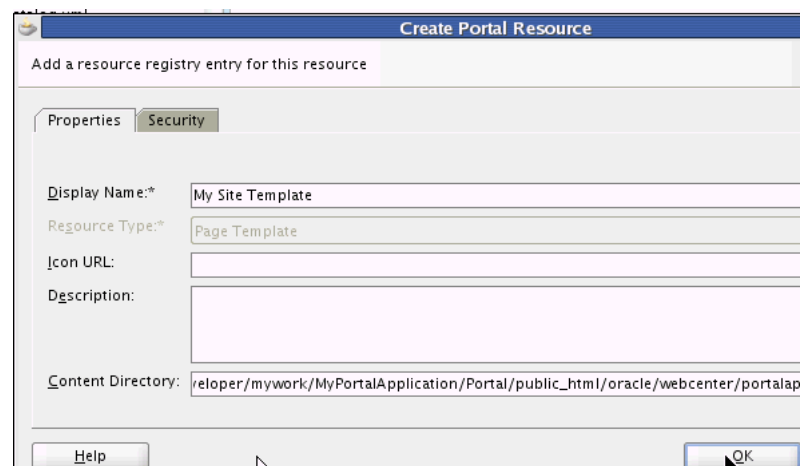 Create Portal Resource
Add a resource registry entry for this resource
Properties Security
Display Name:* My Site Template
Resource Type:* Page Template
Icon URL:
Description:
Content Directory: /eloper/mywork/MyPortalApplication/Portal/public_html/oracle/webcenter/portalap
Help OK